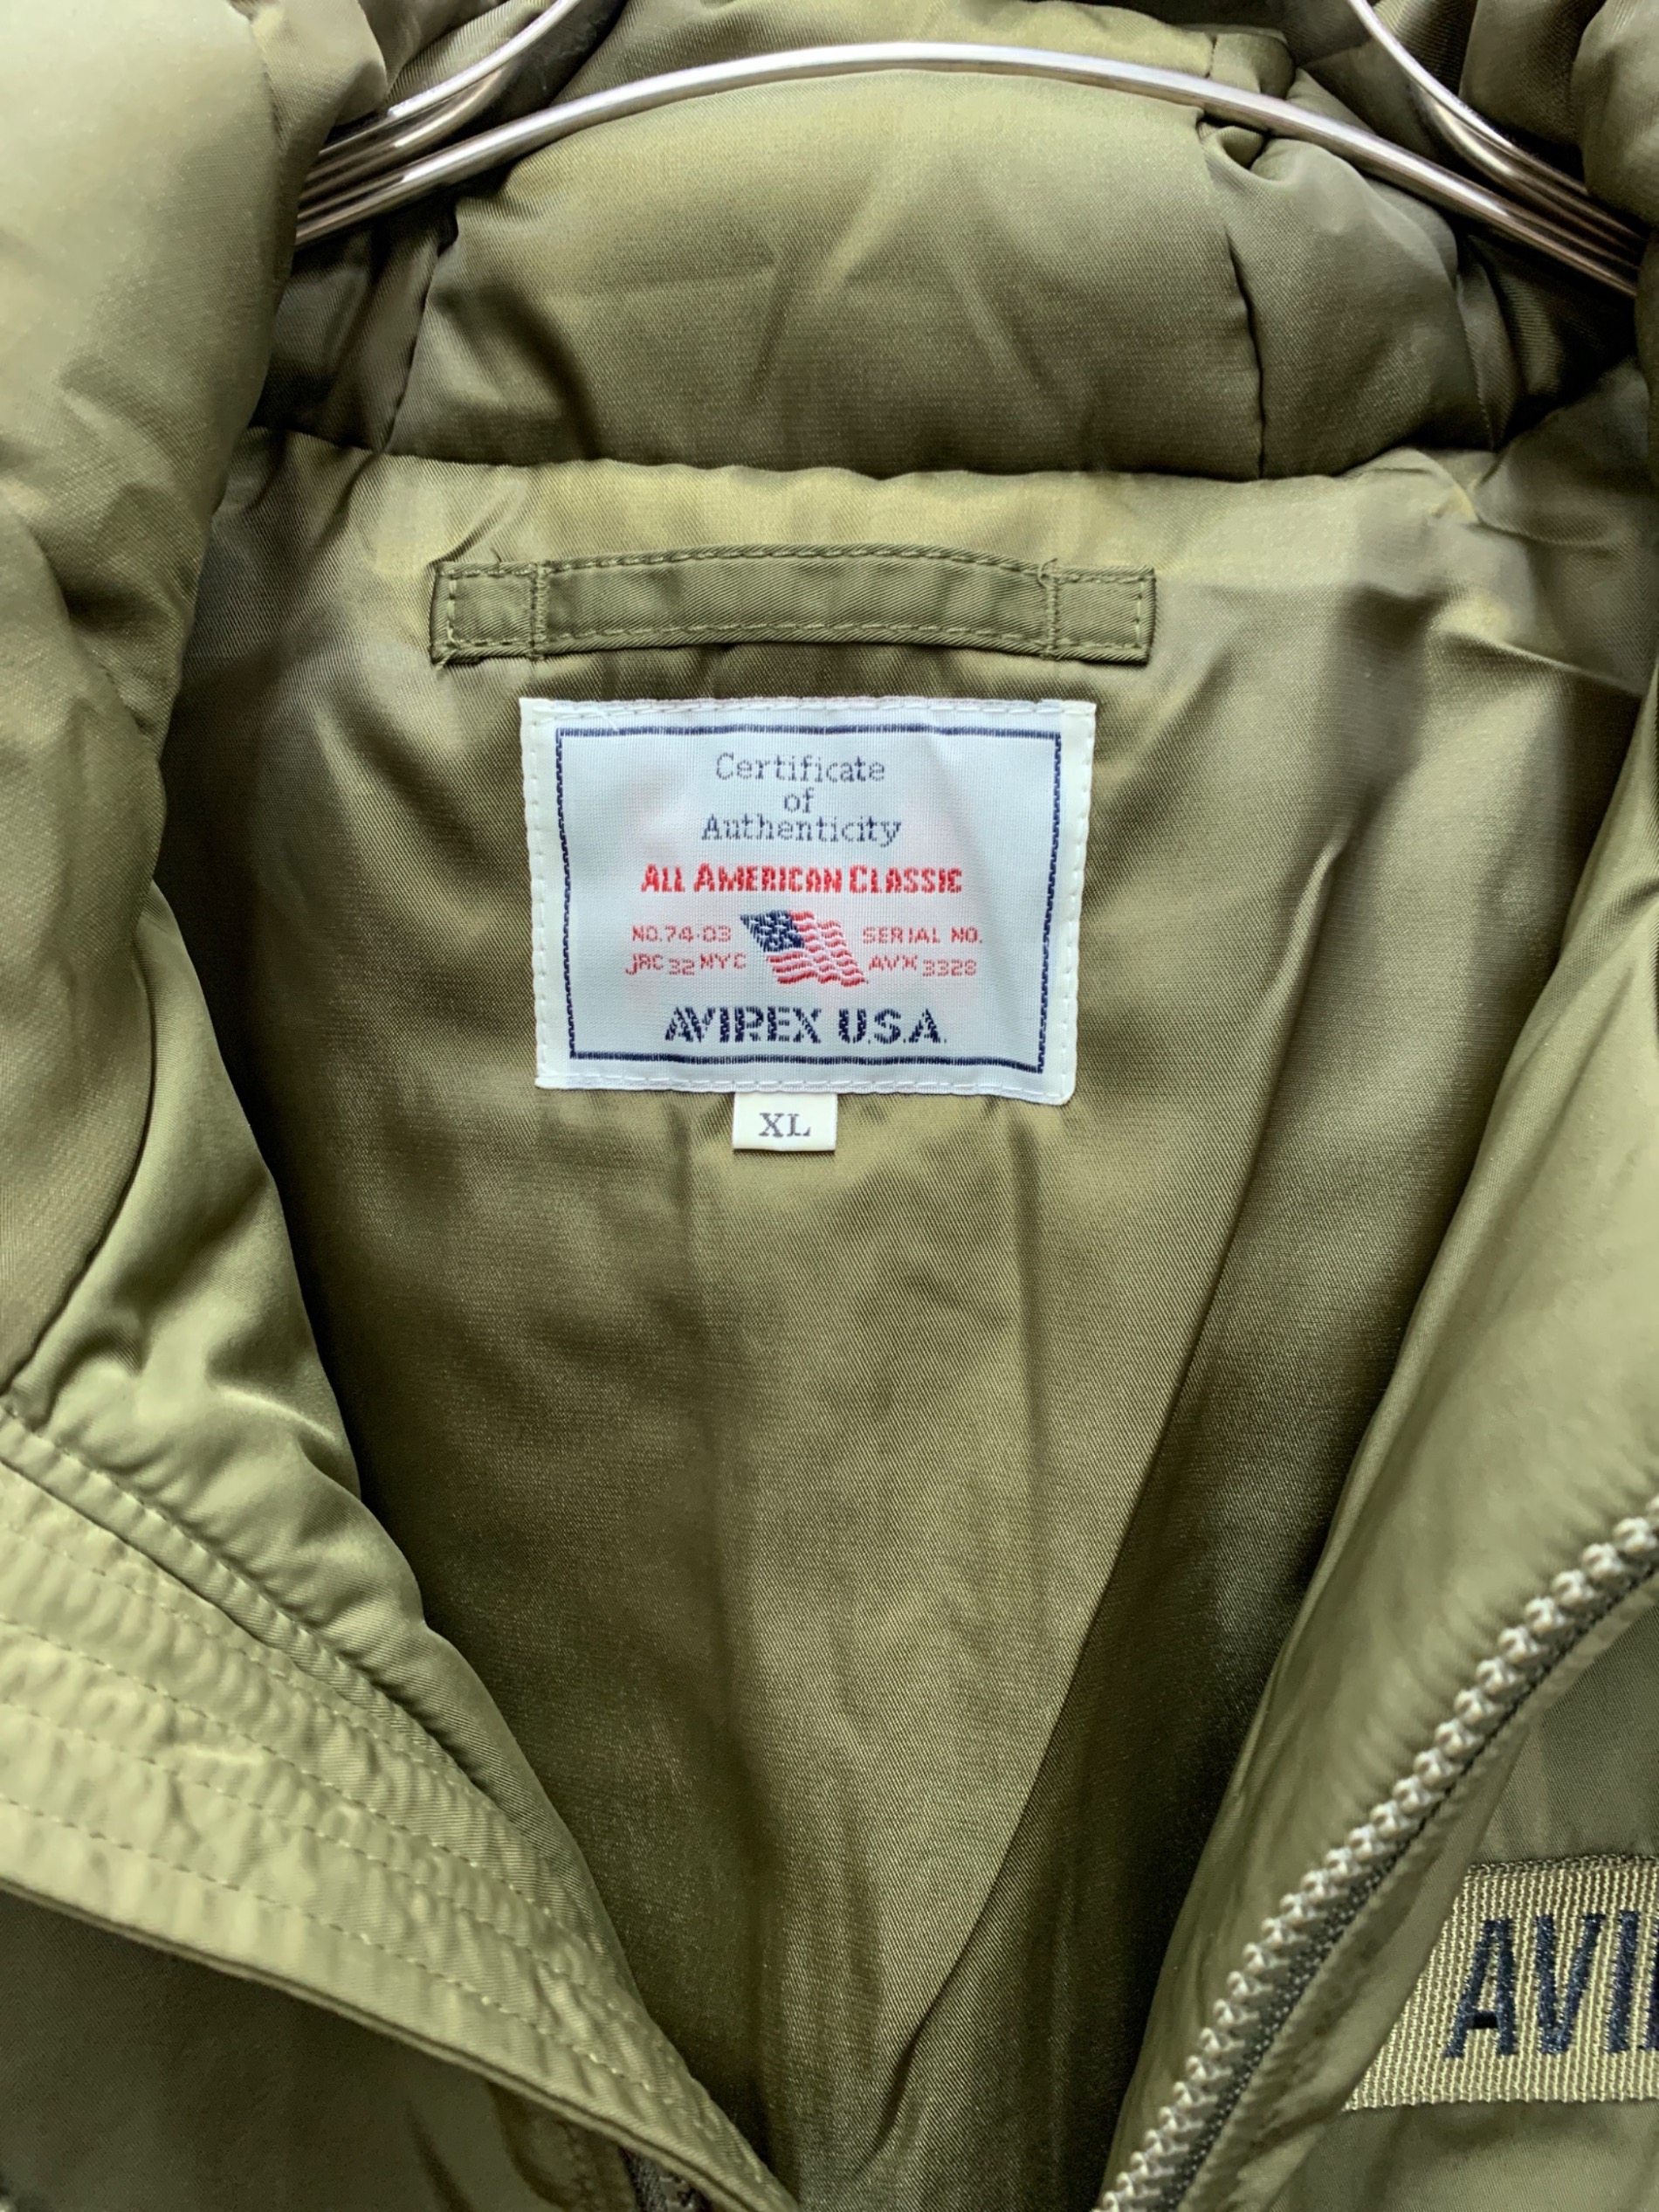 Certificate
of
Authenticity
ALL AMERICAN CLASSIC
NO.74-03 SERIAL NO.
JRC 32 NYC AVX 3328
AVIREX U.S.A.
XL
AVI